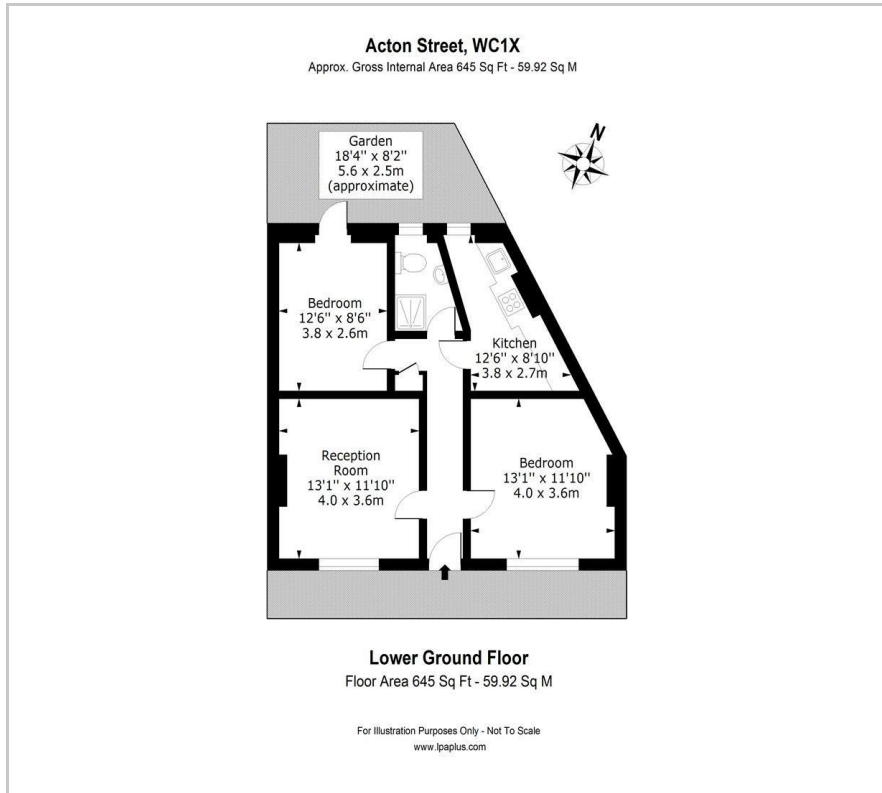 Acton Street, WC1X
Approx. Gross Internal Area 645 Sq Ft - 59.92 Sq M
N
Garden
18'4" x 8'2"
5.6 x 2.5m
(approximate)
Bedroom
12'6" x 8'6"
3.8 x 2.6m
Kitchen
12'6" x 8'10"
3.8 x 2.7m
Reception
Room
13'1" x 11'10"
4.0 x 3.6m
Bedroom
13'1" x 11'10"
4.0 x 3.6m
Lower Ground Floor
Floor Area 645 Sq Ft - 59.92 Sq M
For Illustration Purposes Only - Not To Scale
www.lpaplus.com